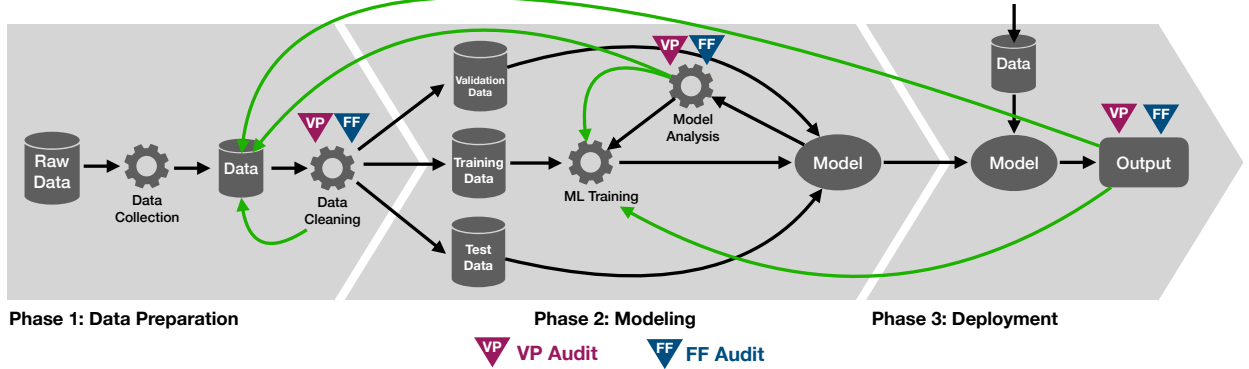 Raw
Data
Data
Collection
Data
VP
FF
Data
Cleaning
Validation
Data
Training
Data
Test
Data
ML Training
VP
FF
Model
Analysis
Model
Data
Model
VP
FF
Output
Phase 1: Data Preparation
Phase 2: Modeling
Phase 3: Deployment
VP
VP Audit
FF
FF Audit